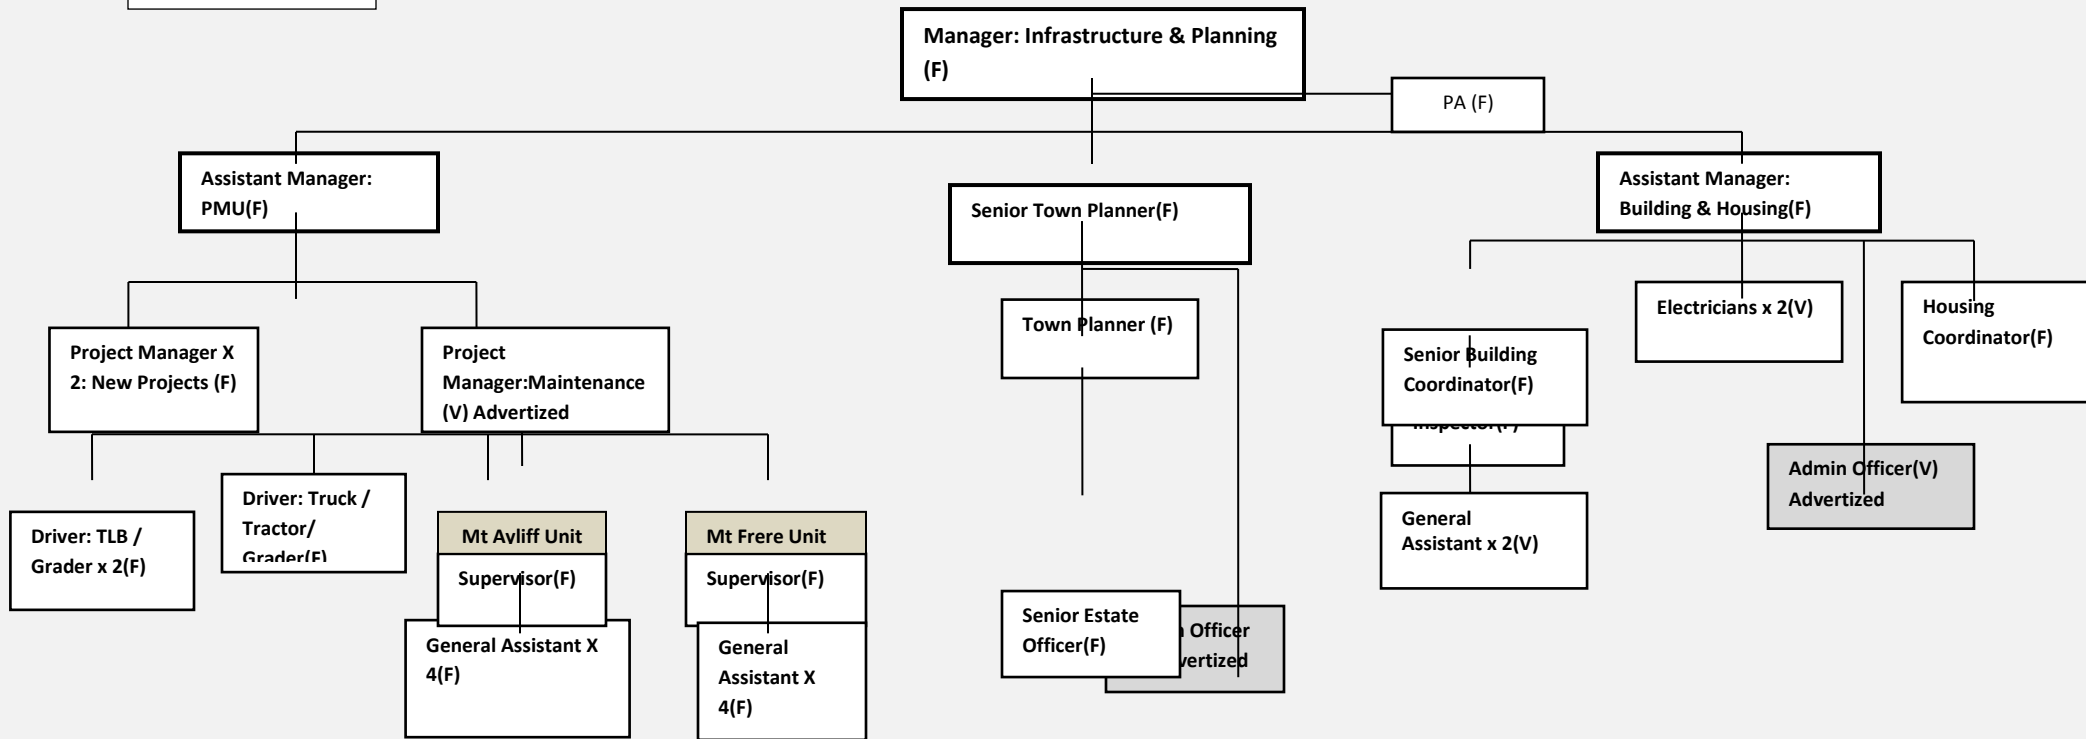 Manager: Infrastructure & Planning
(F)
PA (F)
Assistant Manager:
PMU(F)
Senior Town Planner(F)
Assistant Manager:
Building & Housing(F)
Project Manager X
2: New Projects (F)
Project
Manager:Maintenance
(V) Advertized
Town Planner (F)
Senior Building
Coordinator(F)
Inspector(F)
Electricians x 2(V)
Housing
Coordinator(F)
Admin Officer(V)
Advertized
General
Assistant x 2(V)
Driver: TLB /
Grader x 2(F)
Driver: Truck /
Tractor/
Grader(F)
Mt Ayliff Unit
Supervisor(F)
General Assistant X
4(F)
Mt Frere Unit
Supervisor(F)
General
Assistant X
4(F)
Senior Estate
Officer(F)
Officer